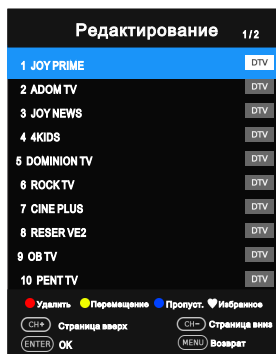 Редактирование 1/2
1 JOY PRIME DTV
2 ADOM TV DTV
3 JOY NEWS DTV
4 4KIDS DTV
5 DOMINION TV DTV
6 ROCK TV DTV
7 CINE PLUS DTV
8 RESER VE2 DTV
9 OB TV DTV
10 PENT TV DTV
Удалить Перемещение Пропуст. Избранное
CH+ Страница вверх CH- Страница вниз
ENTER OK MENU Возврат